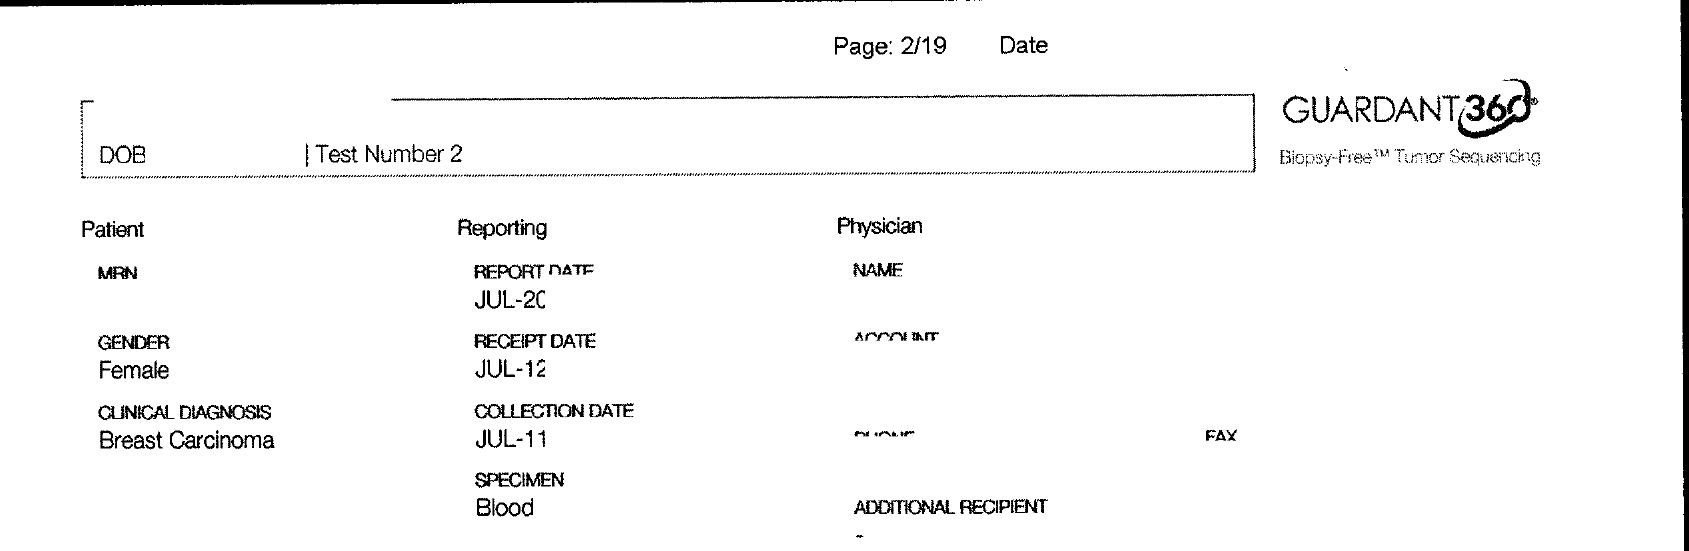 Page: 2/19 Date
GUARDANT360®
DOB | Test Number 2
Biopsy-Free™ Tumor Sequencing
Patient Reporting Physician
MRN REPORT DATE NAME
JUL-20
GENDER RECEIPT DATE ACCOUNT
Female JUL-12
CLINICAL DIAGNOSIS COLLECTION DATE
Breast Carcinoma JUL-11 PHONE FAX
SPECIMEN
Blood ADDITIONAL RECIPIENT
-